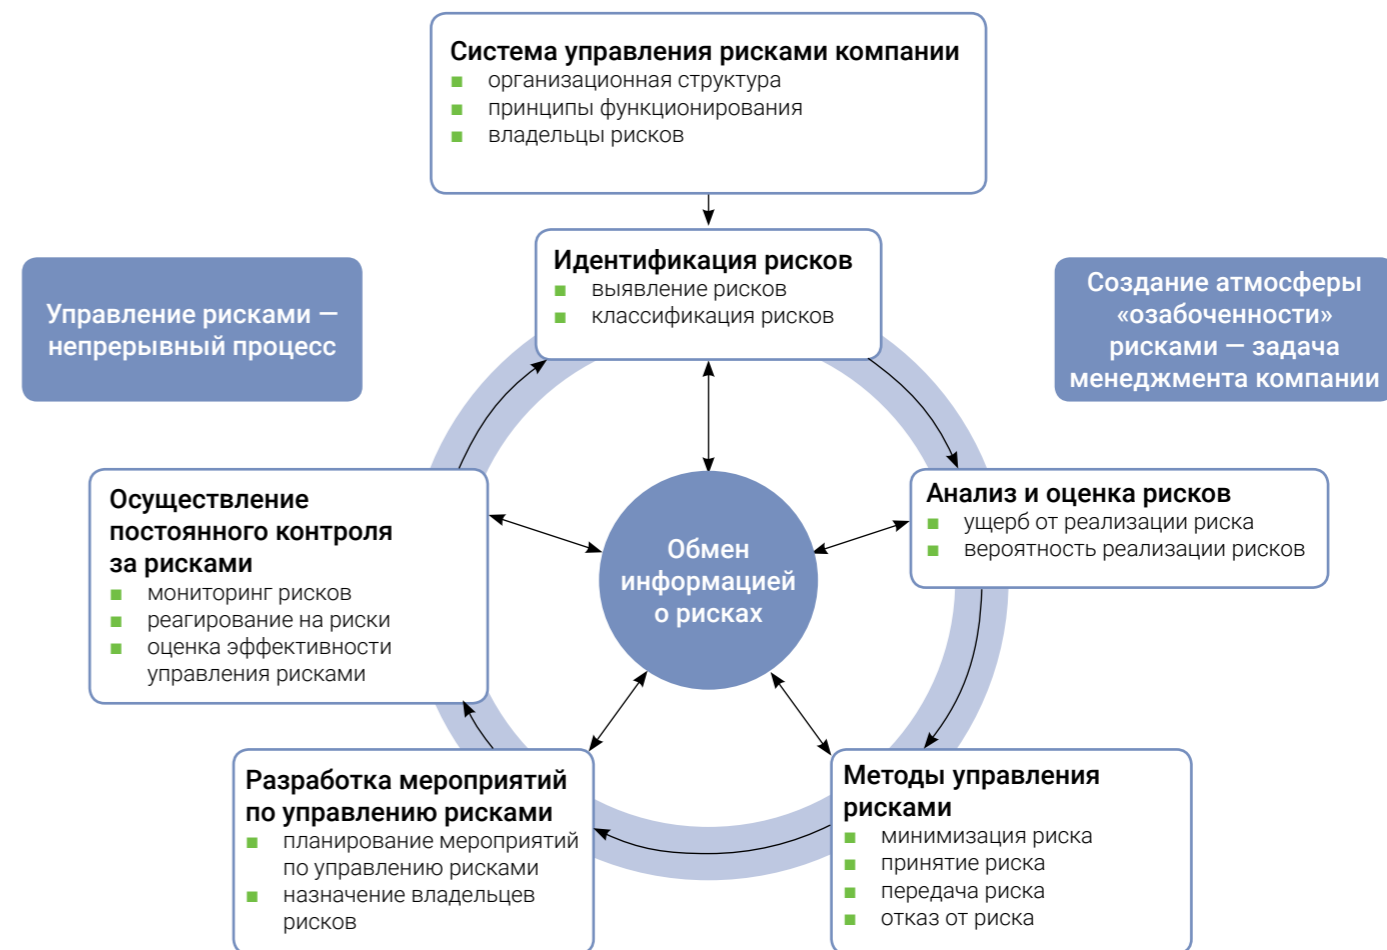 Система управления рисками компании
■ организационная структура
■ принципы функционирования
■ владельцы рисков
Управление рисками —
непрерывный процесс
Идентификация рисков
■ выявление рисков
■ классификация рисков
Создание атмосферы
«озабоченности»
рисками — задача
менеджмента компании
Осуществление
постоянного контроля
за рисками
■ мониторинг рисков
■ реагирование на риски
■ оценка эффективности
управления рисками
Обмен
информацией
о рисках
Анализ и оценка рисков
■ ущерб от реализации риска
■ вероятность реализации рисков
Разработка мероприятий
по управлению рисками
■ планирование мероприятий
по управлению рисками
■ назначение владельцев
рисков
Методы управления
рисками
■ минимизация риска
■ принятие риска
■ передача риска
■ отказ от риска